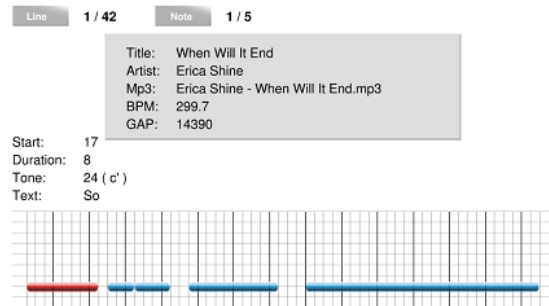 Line 1 / 42 Note 1 / 5
Title: When Will It End
Artist: Erica Shine
Mp3: Erica Shine - When Will It End.mp3
BPM: 299.7
GAP: 14390
Start: 17
Duration: 8
Tone: 24 ( c' )
Text: So